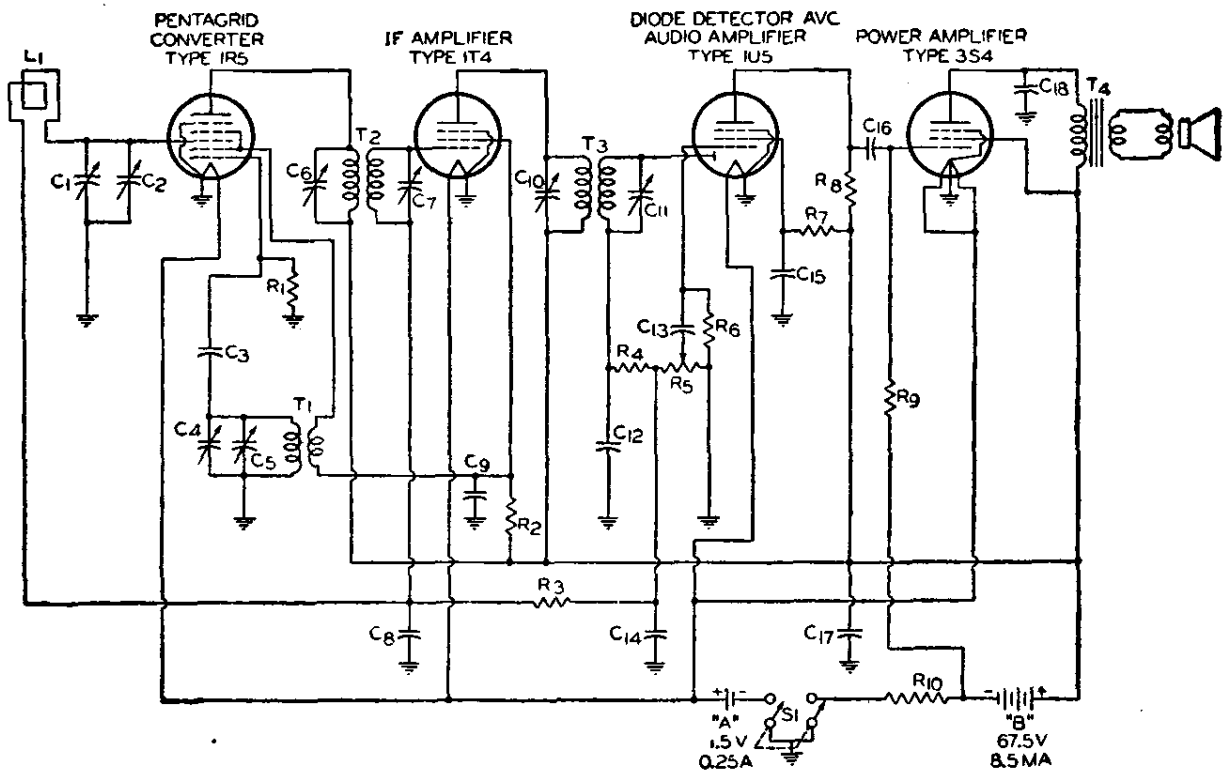 PENTAGRID
CONVERTER
TYPE 1R5
IF AMPLIFIER
TYPE 1T4
DIODE DETECTOR AVC
AUDIO AMPLIFIER
TYPE 1U5
POWER AMPLIFIER
TYPE 3S4
L1
C18
T4
T2
C16
T3
C1
C2
C6
C7
C10
C11
R8
R7
R1
C15
C3
C13
R6
R4
R5
T1
R9
C4
C5
C12
C9
R2
R3
C8
C14
C17
R10
+ -
S1
- +
"A"
1.5 V
0.25A
"B"
67.5V
8.5MA